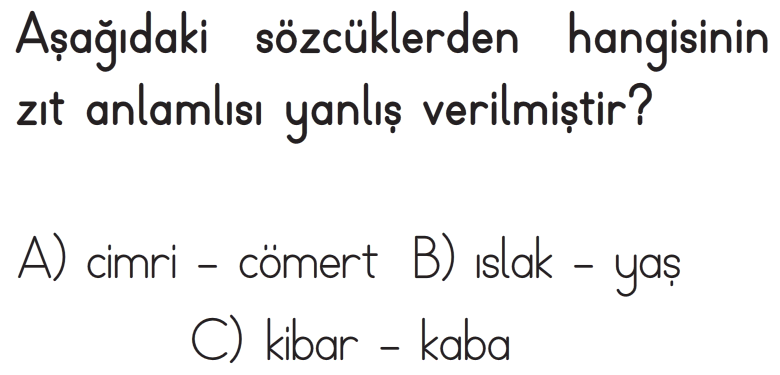 Aşağıdaki sözcüklerden hangisinin
zıt anlamlısı yanlış verilmiştir?
A) cimri - cömert B) ıslak - yaş
C) kibar - kaba